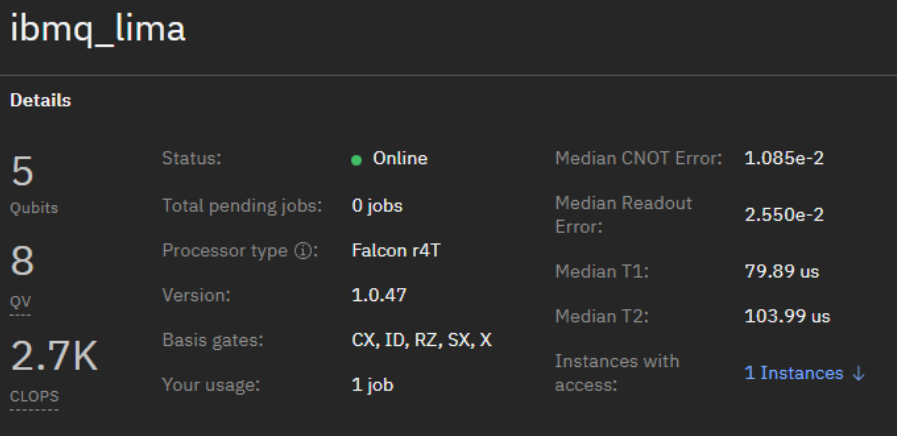 ibmq_lima
Details
5
Qubits
8
QV
2.7K
CLOPS
Status: Online
Total pending jobs: 0 jobs
Processor type ⓘ: Falcon r4T
Version: 1.0.47
Basis gates: CX, ID, RZ, SX, X
Your usage: 1 job
Median CNOT Error: 1.085e-2
Median Readout
Error: 2.550e-2
Median T1: 79.89 us
Median T2: 103.99 us
Instances with
access: 1 Instances ↓